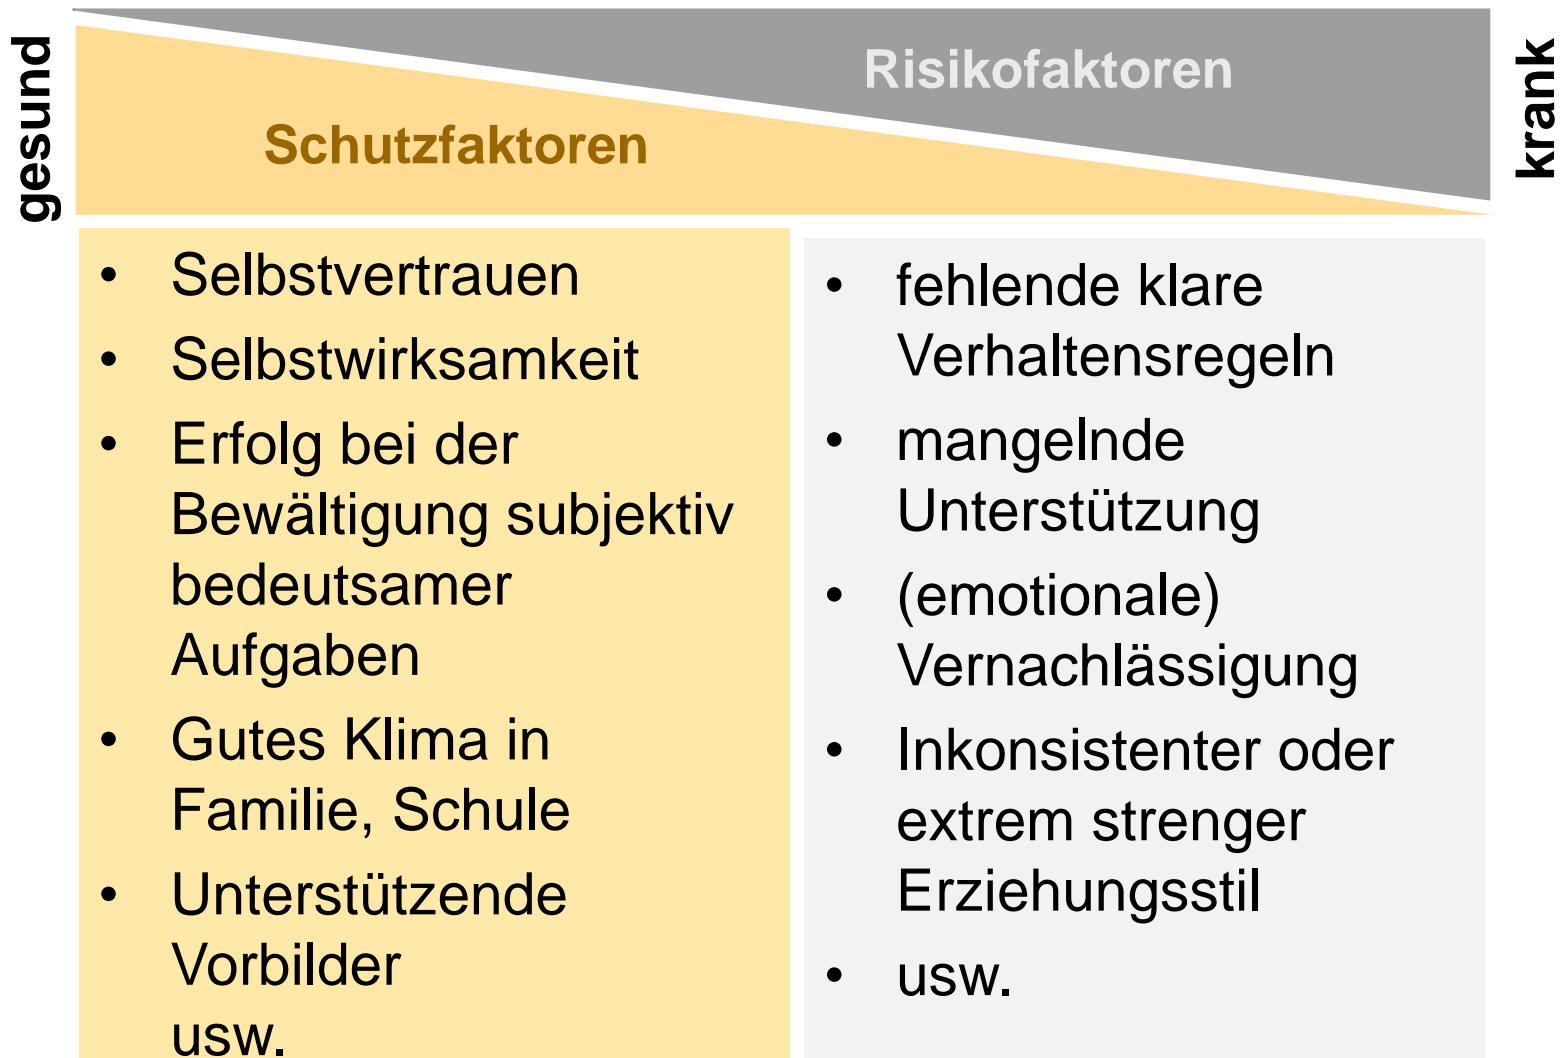 gesund
Risikofaktoren
Schutzfaktoren
krank
• Selbstvertrauen
• Selbstwirksamkeit
• Erfolg bei der
Bewältigung subjektiv
bedeutsamer
Aufgaben
• Gutes Klima in
Familie, Schule
• Unterstützende
Vorbilder
usw.
• fehlende klare
Verhaltensregeln
• mangelnde
Unterstützung
• (emotionale)
Vernachlässigung
• Inkonsistenter oder
extrem strenger
Erziehungsstil
• usw.